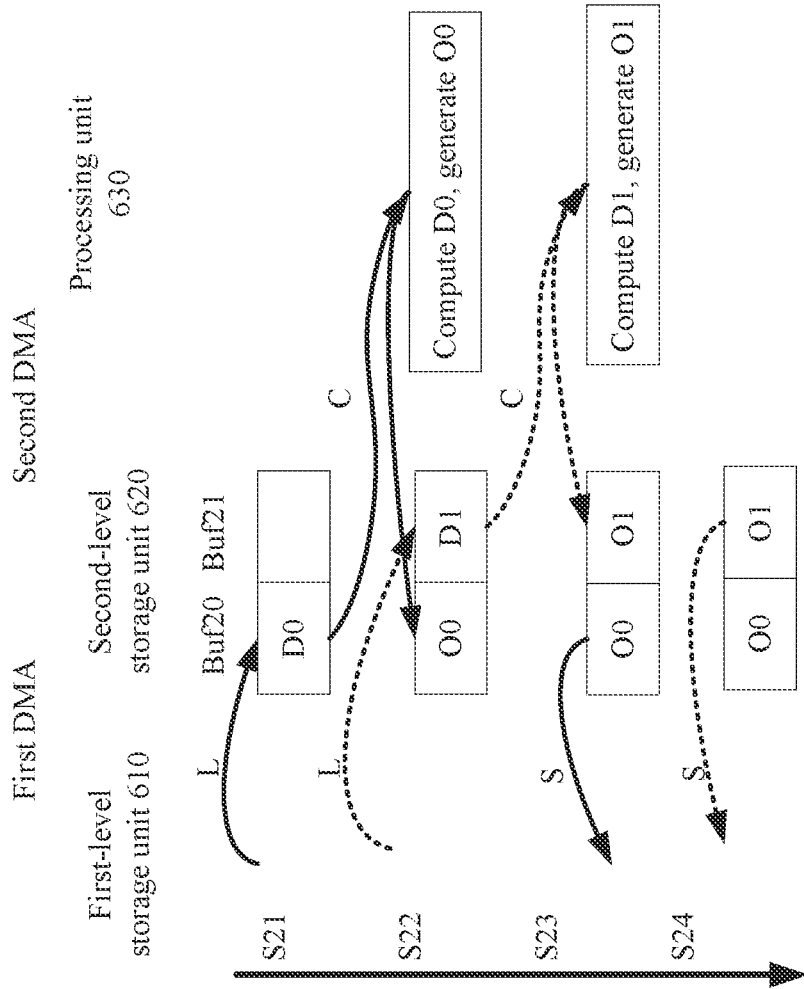 First DMA
Second DMA
First-level
storage unit 610
Second-level
storage unit 620
Processing unit
630
Buf20
Buf21
S21
L
D0
S22
L
C
O0
D1
Compute D0, generate O0
S23
S
C
O0
O1
Compute D1, generate O1
S24
S
O0
O1